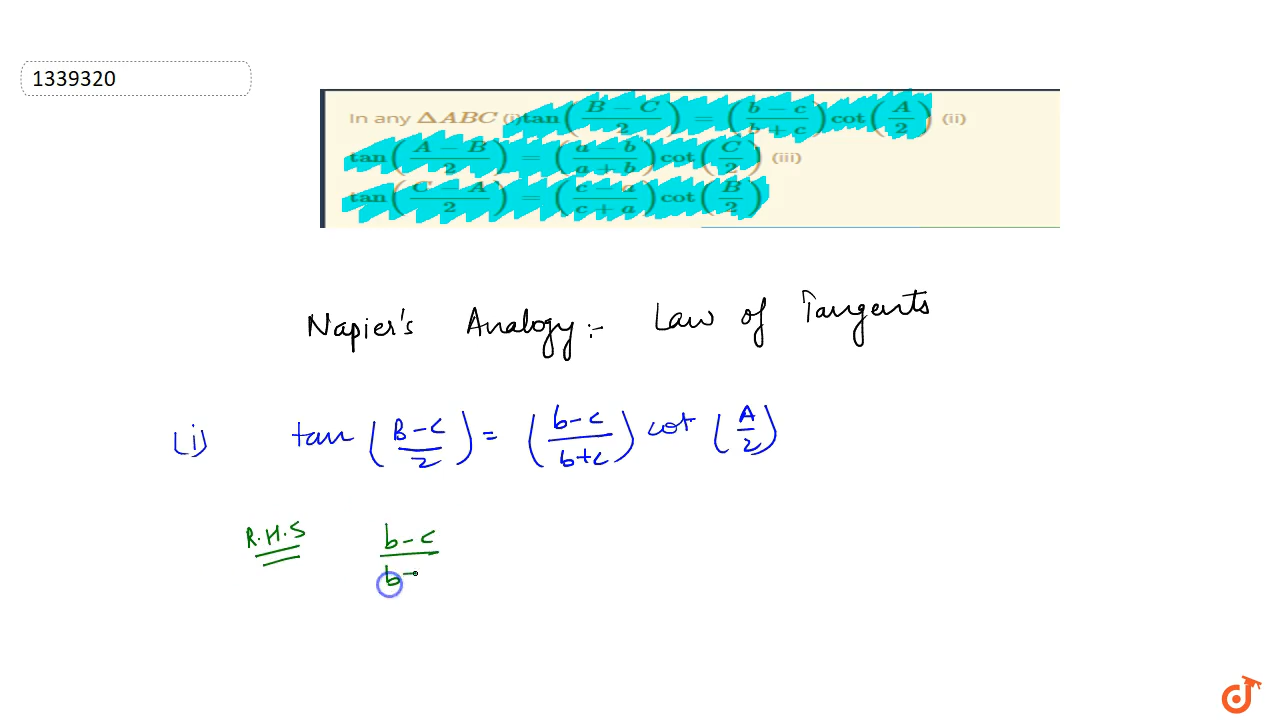 1339320
In any ΔABC (i) tan((B − C)/2) = ((b − c)/(b + c)) cot(A/2) (ii)
tan((A − B)/2) = ((a − b)/(a + b)) cot(C/2) (iii)
tan((C − A)/2) = ((c − a)/(c + a)) cot(B/2)
Napier's Analogy :- Law of Tangents
(i) tan((B-C)/2) = ((b-c)/(b+c)) cot(A/2)
R.H.S (b-c)/(b-